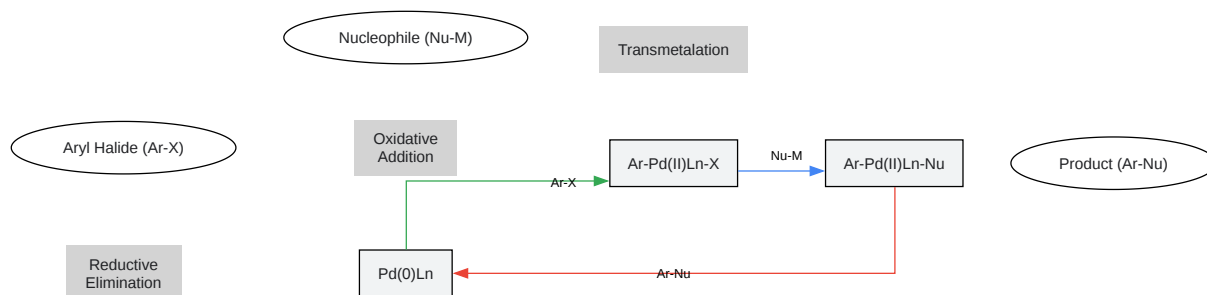 Nucleophile (Nu-M)
Transmetalation
Aryl Halide (Ar-X)
Oxidative
Addition
Ar-Pd(II)Ln-X
Nu-M
Ar-Pd(II)Ln-Nu
Product (Ar-Nu)
Ar-X
Reductive
Elimination
Pd(0)Ln
Ar-Nu